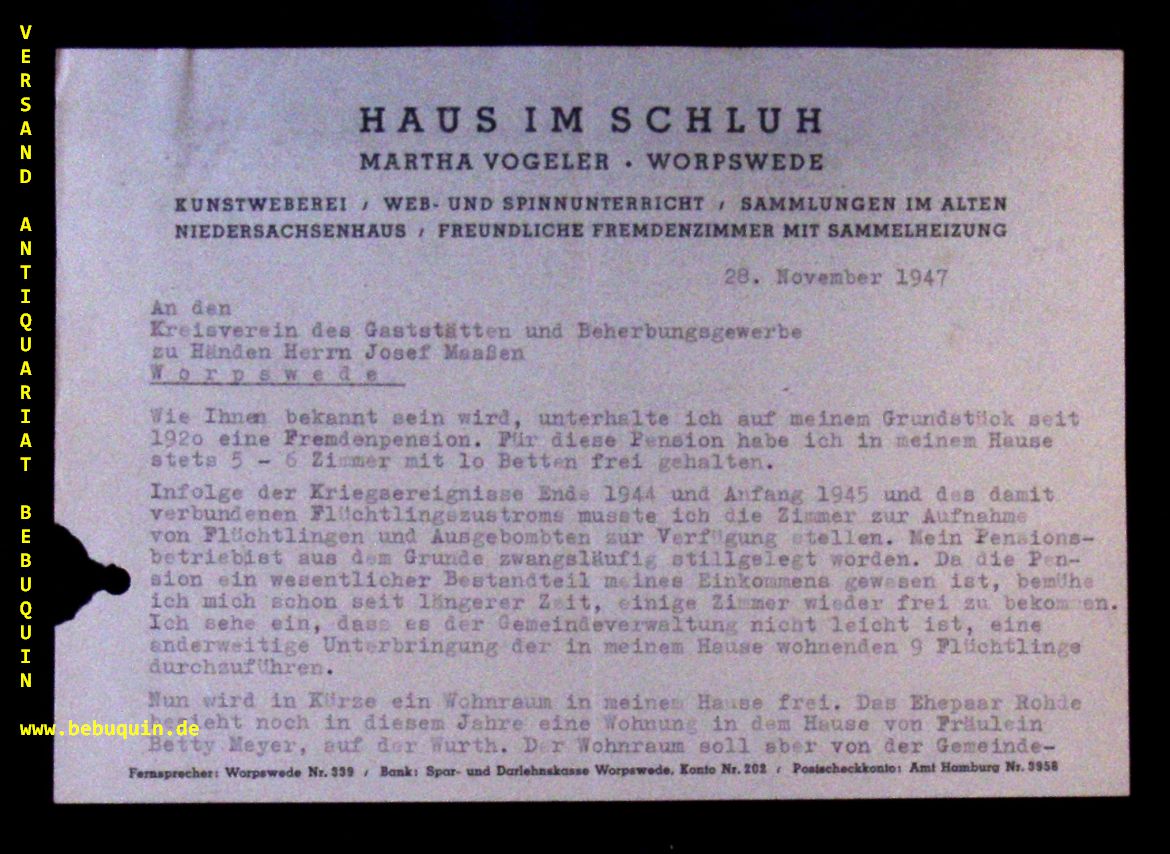 VERSAND ANTIQUARIAT BEBUQUIN
HAUS IM SCHLUH
MARTHA VOGELER · WORPSWEDE
KUNSTWEBEREI / WEB- UND SPINNUNTERRICHT / SAMMLUNGEN IM ALTEN
NIEDERSACHSENHAUS / FREUNDLICHE FREMDENZIMMER MIT SAMMELHEIZUNG
28. November 1947
An den
Kreisverein des Gaststätten und Beherbungsgewerbe
zu Händen Herrn Josef Maaßen
W o r p s w e d e
Wie Ihnen bekannt sein wird, unterhalte ich auf meinem Grundstück seit
192o eine Fremdenpension. Für diese Pension habe ich in meinem Hause
stets 5 - 6 Zimmer mit 1o Betten frei gehalten.
Infolge der Kriegsereignisse Ende 1944 und Anfang 1945 und des damit
verbundenen Flüchtlingszustroms musste ich die Zimmer zur Aufnahme
von Flüchtlingen und Ausgebombten zur Verfügung stellen. Mein Pensions-
betriebist aus dem Grunde zwangsläufig stillgelegt worden. Da die Pen-
sion ein wesentlicher Bestandteil meines Einkommens gewesen ist, bemühe
ich mich schon seit längerer Zeit, einige Zimmer wieder frei zu bekommen.
Ich sehe ein, dass es der Gemeindeverwaltung nicht leicht ist, eine
anderweitige Unterbringung der in meinem Hause wohnenden 9 Flüchtlinge
durchzuführen.
Nun wird in Kürze ein Wohnraum in meinem Hause frei. Das Ehepaar Rohde
noch in diesem Jahre eine Wohnung in dem Hause von Fräulein
www.bebuquin.de
Betty Meyer, auf der Wurth. Der Wohnraum soll aber von der Gemeinde-
Fernsprecher: Worpswede Nr. 339 / Bank: Spar- und Darlehnskasse Worpswede, Konto Nr. 202 / Postscheckkonto: Amt Hamburg Nr. 3958